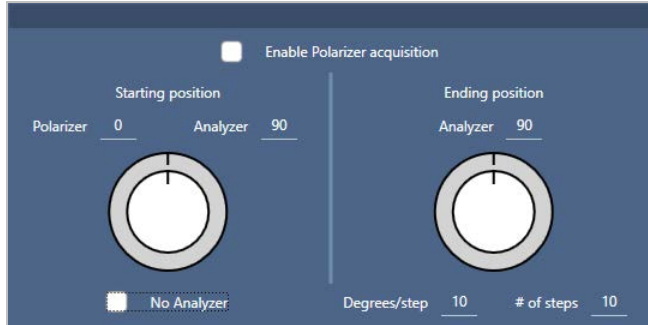 Enable Polarizer acquisition
Starting position
Polarizer 0 Analyzer 90
No Analyzer
Ending position
Analyzer 90
Degrees/step 10 # of steps 10